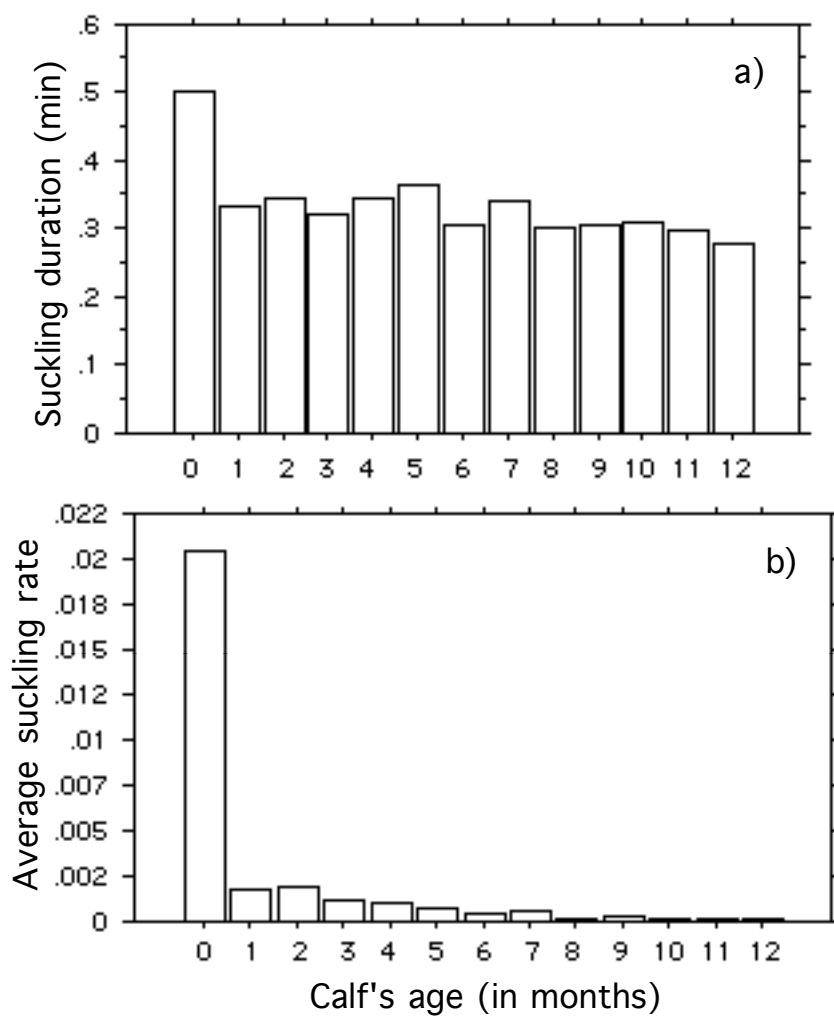 .6
a)
.5
.4
.3
.2
.1
0
Suckling duration (min)
0 1 2 3 4 5 6 7 8 9 10 11 12
.022
.02
b)
.018
.015
.012
.01
.007
.005
.002
0
Average suckling rate
0 1 2 3 4 5 6 7 8 9 10 11 12
Calf's age (in months)